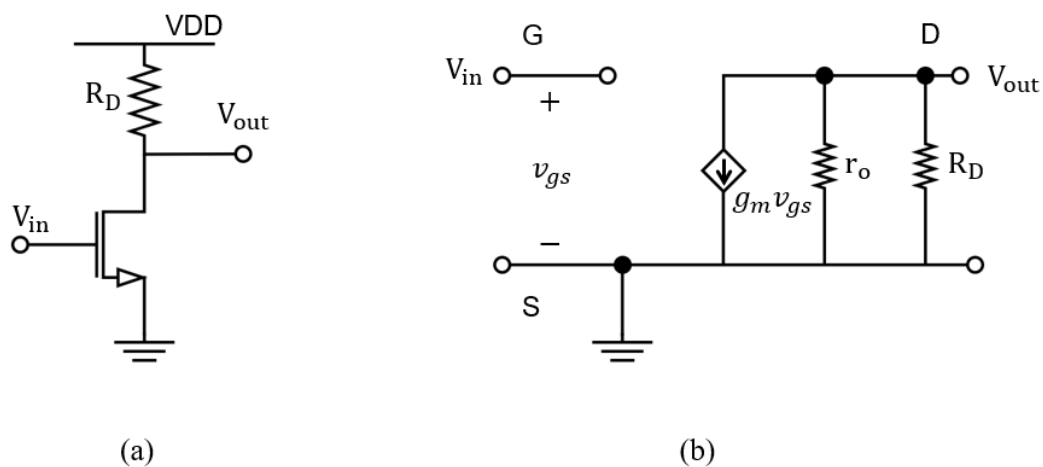 VDD
R_D
V_out
V_in
(a)
G
D
V_in
V_out
+
v_gs
g_m v_gs
r_o
R_D
−
S
(b)